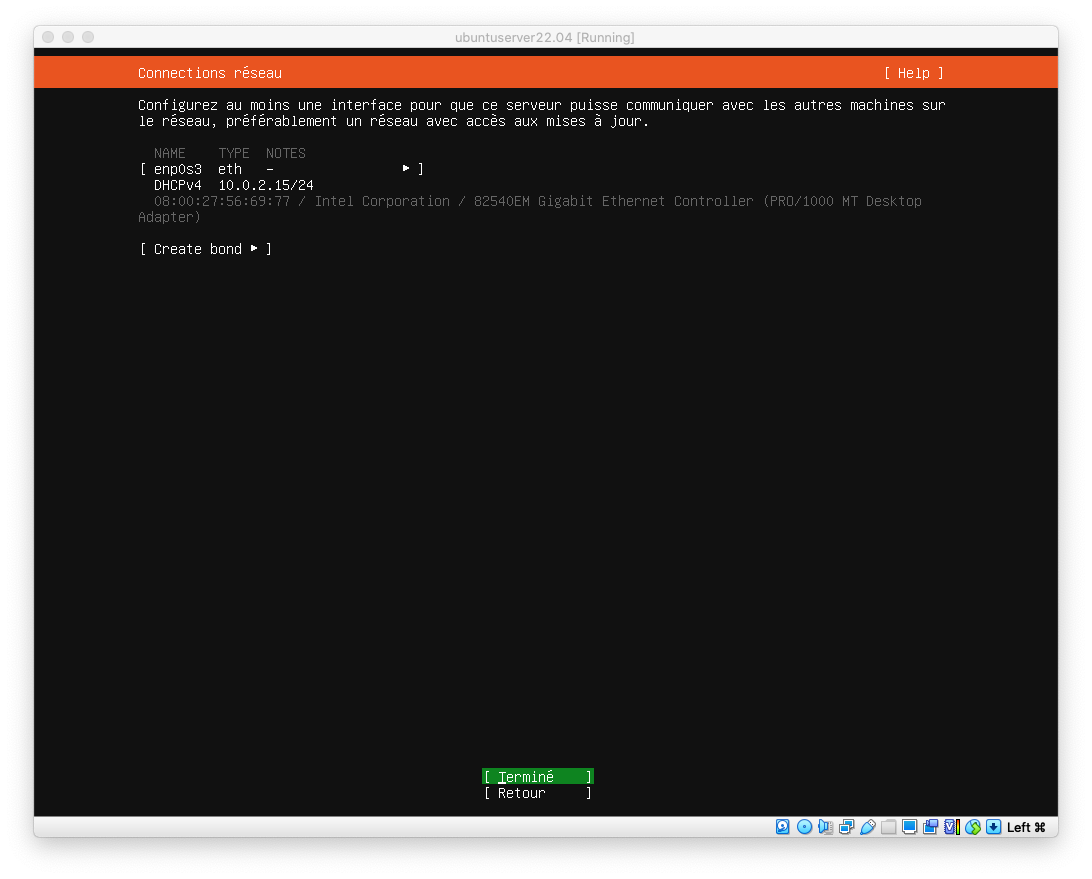 ubuntuserver22.04 [Running]
Connections réseau [ Help ]
Configurez au moins une interface pour que ce serveur puisse communiquer avec les autres machines sur
le réseau, préférablement un réseau avec accès aux mises à jour.
NAME TYPE NOTES
[ enp0s3 eth - ▸ ]
DHCPv4 10.0.2.15/24
08:00:27:56:69:77 / Intel Corporation / 82540EM Gigabit Ethernet Controller (PRO/1000 MT Desktop
Adapter)
[ Create bond ▸ ]
[ Terminé ]
[ Retour ]
Left ⌘